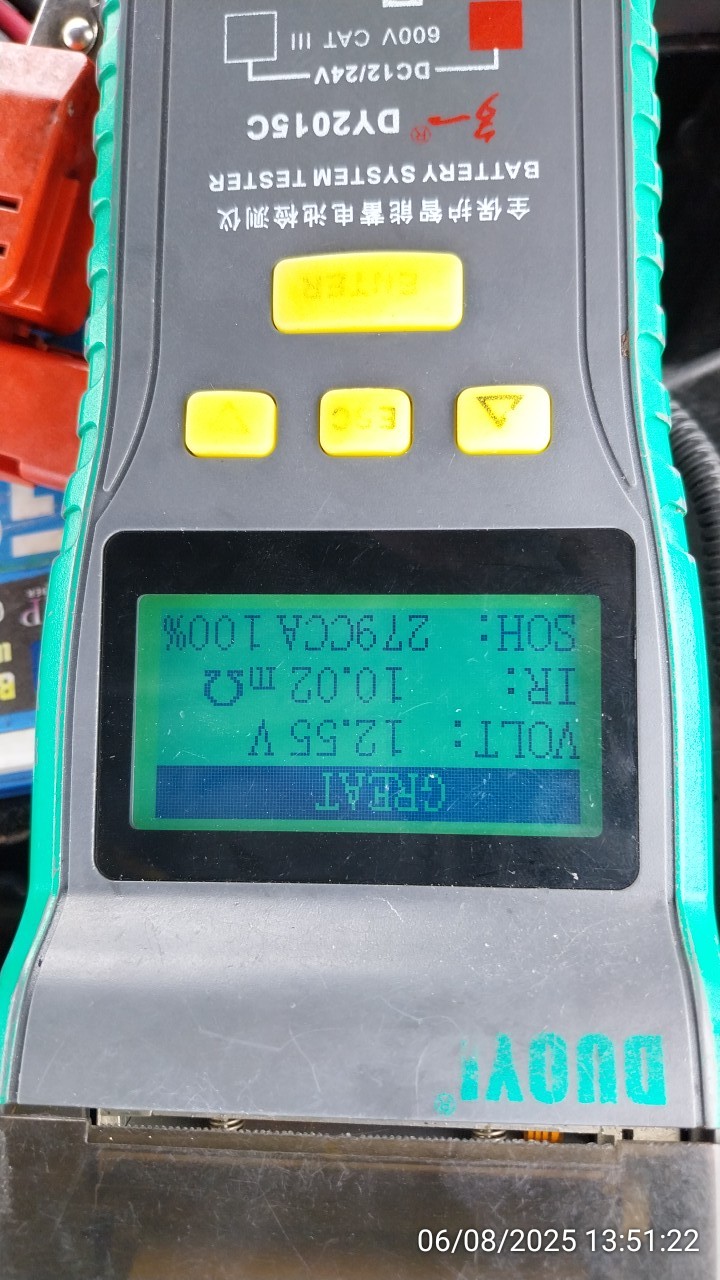 DUOYI®
GREAT
VOLT: 12.55 V
IR: 10.02 mΩ
SOH: 279CCA 100%
ESC
ENTER
全保护智能蓄电池检测仪
BATTERY SYSTEM TESTER
多一® DY2015C
DC12/24V
600V CAT III
06/08/2025 13:51:22